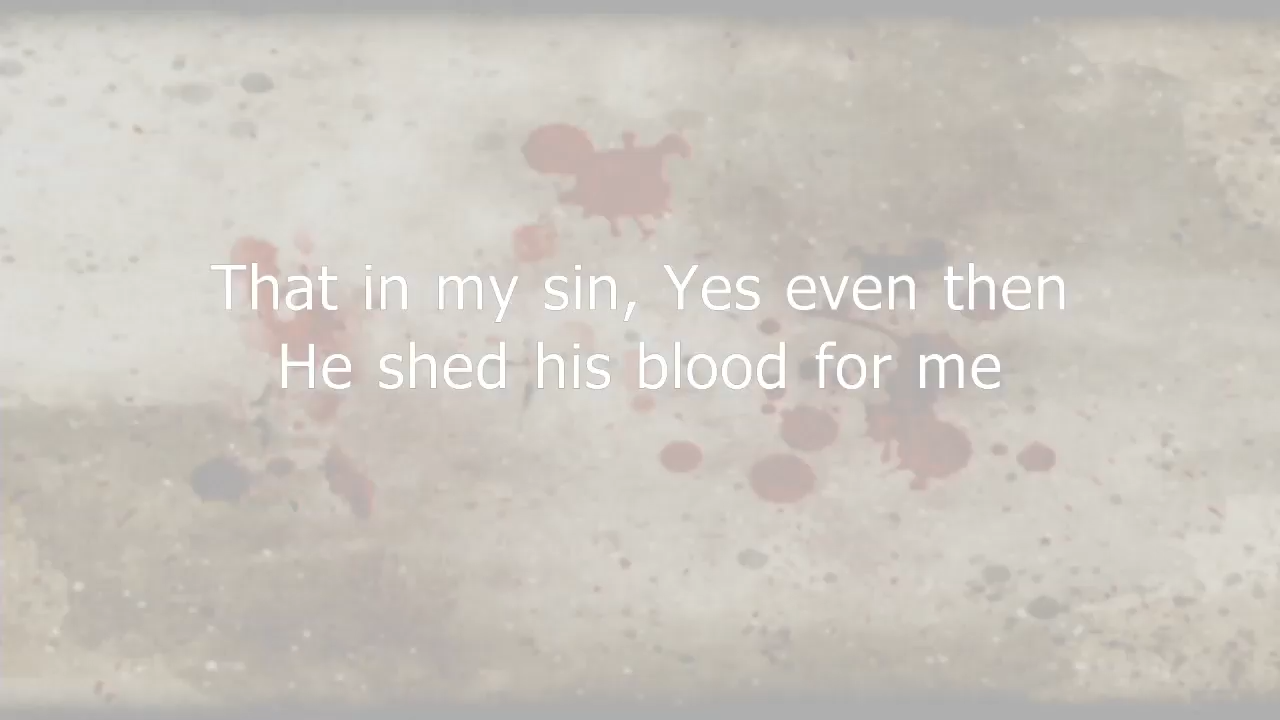 That in my sin, Yes even then
He shed his blood for me